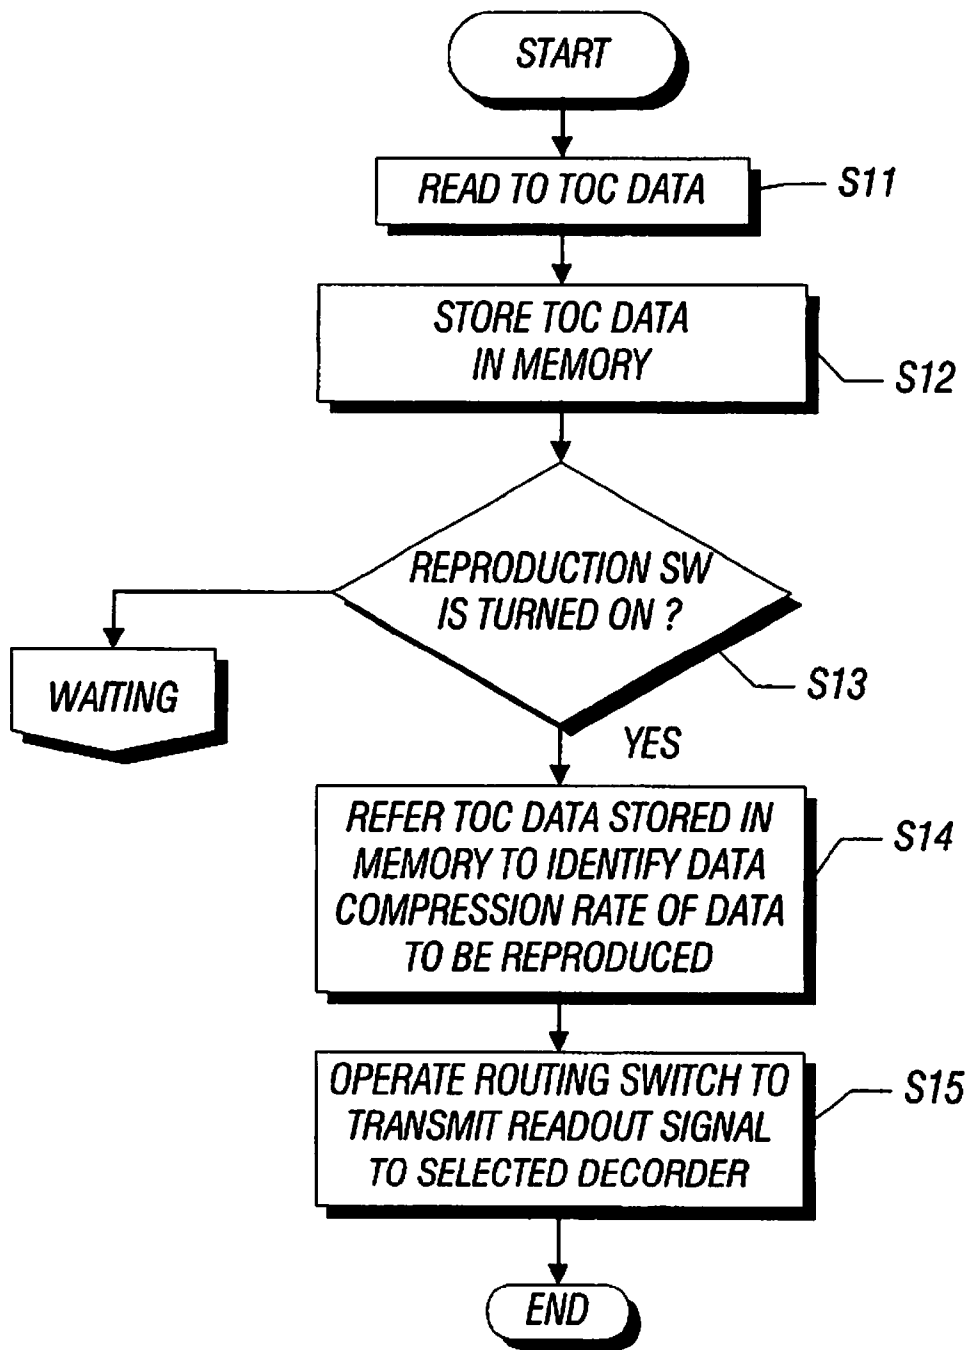 START
READ TO TOC DATA
S11
STORE TOC DATA
IN MEMORY
S12
REPRODUCTION SW
IS TURNED ON ?
S13
WAITING
YES
REFER TOC DATA STORED IN
MEMORY TO IDENTIFY DATA
COMPRESSION RATE OF DATA
TO BE REPRODUCED
S14
OPERATE ROUTING SWITCH TO
TRANSMIT READOUT SIGNAL
TO SELECTED DECORDER
S15
END